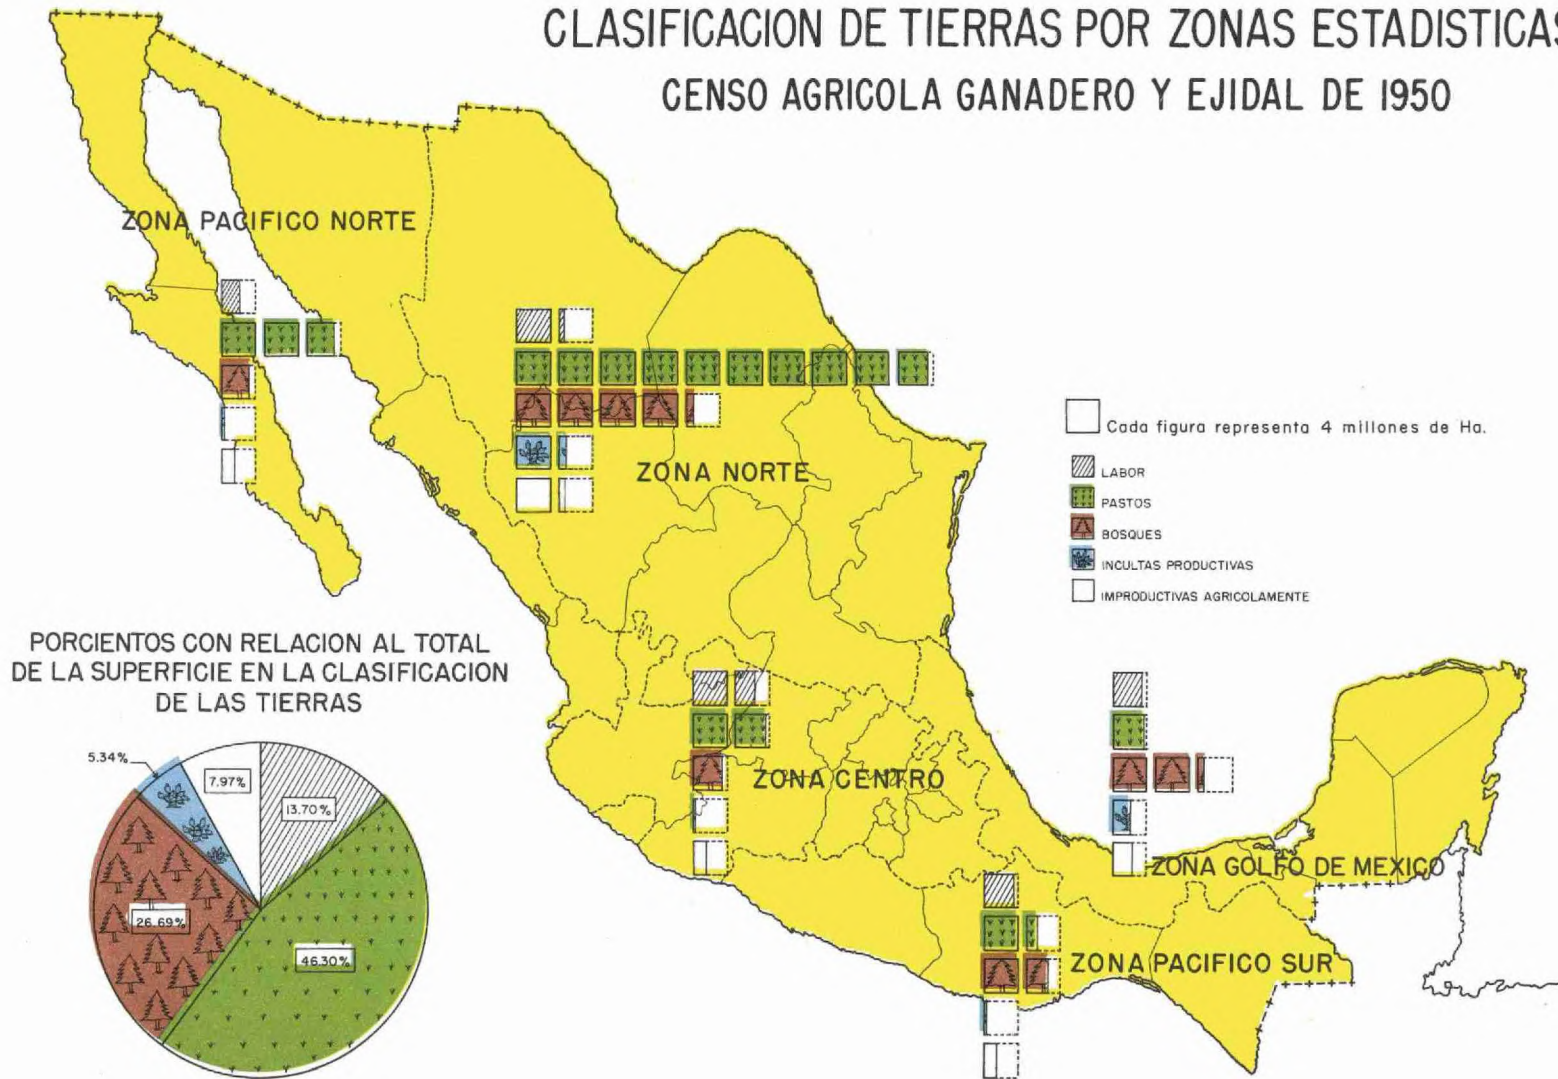 CLASIFICACION DE TIERRAS POR ZONAS ESTADISTICAS
CENSO AGRICOLA GANADERO Y EJIDAL DE 1950
ZONA PACIFICO NORTE
ZONA NORTE
Cada figura representa 4 millones de Ha.
LABOR
PASTOS
BOSQUES
INCULTAS PRODUCTIVAS
IMPRODUCTIVAS AGRICOLAMENTE
PORCIENTOS CON RELACION AL TOTAL
DE LA SUPERFICIE EN LA CLASIFICACION
DE LAS TIERRAS
5.34%
7.97%
13.70%
26.69%
46.30%
ZONA CENTRO
ZONA GOLFO DE MEXICO
ZONA PACIFICO SUR